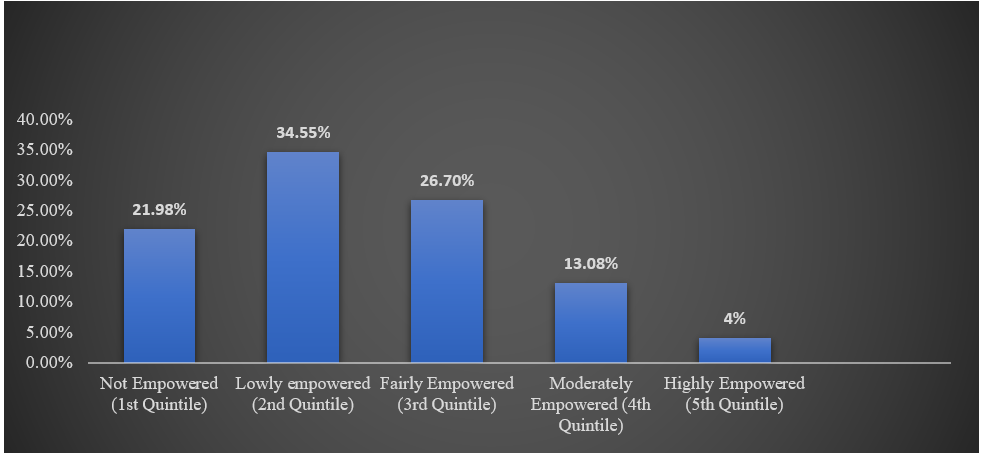 40.00%
35.00%
30.00%
25.00%
20.00%
15.00%
10.00%
5.00%
0.00%
21.98%
34.55%
26.70%
13.08%
4%
Not Empowered
(1st Quintile)
Lowly empowered
(2nd Quintile)
Fairly Empowered
(3rd Quintile)
Moderately
Empowered (4th
Quintile)
Highly Empowered
(5th Quintile)